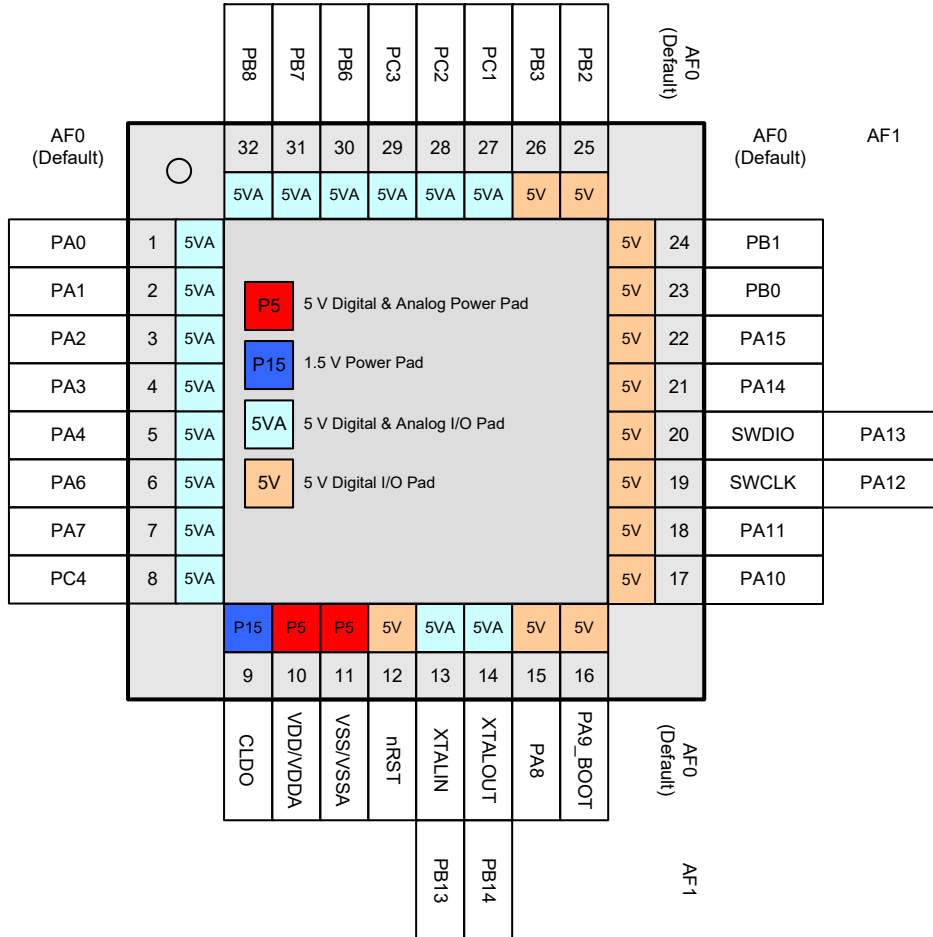 PB8 PB7 PB6 PC3 PC2 PC1 PB3 PB2 AF0
(Default)
AF0
(Default)
32 31 30 29 28 27 26 25
AF0
(Default)
AF1
5VA 5VA 5VA 5VA 5VA 5VA 5V 5V
PA0 1 5VA 5V 24 PB1
PA1 2 5VA 5V 23 PB0
P5 5 V Digital & Analog Power Pad
PA2 3 5VA 5V 22 PA15
P15 1.5 V Power Pad
PA3 4 5VA 5V 21 PA14
5VA 5 V Digital & Analog I/O Pad
PA4 5 5VA 5V 20 SWDIO PA13
5V 5 V Digital I/O Pad
PA6 6 5VA 5V 19 SWCLK PA12
PA7 7 5VA 5V 18 PA11
PC4 8 5VA 5V 17 PA10
P15 P5 P5 5V 5VA 5VA 5V 5V
9 10 11 12 13 14 15 16
CLDO VDD/VDDA VSS/VSSA nRST XTALIN XTALOUT PA8 PA9_BOOT AF0
(Default)
PB13 PB14 AF1